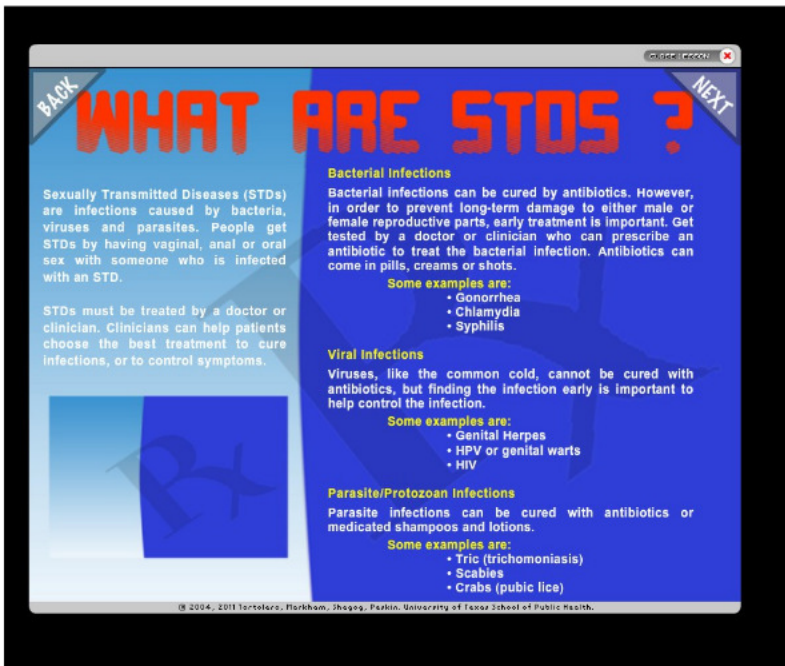 CLOSE LESSON
BACK
NEXT
WHAT ARE STDS ?
Sexually Transmitted Diseases (STDs)
are infections caused by bacteria,
viruses and parasites. People get
STDs by having vaginal, anal or oral
sex with someone who is infected
with an STD.
STDs must be treated by a doctor or
clinician. Clinicians can help patients
choose the best treatment to cure
infections, or to control symptoms.
Rx
Bacterial Infections
Bacterial infections can be cured by antibiotics. However,
in order to prevent long-term damage to either male or
female reproductive parts, early treatment is important. Get
tested by a doctor or clinician who can prescribe an
antibiotic to treat the bacterial infection. Antibiotics can
come in pills, creams or shots.
Some examples are:
• Gonorrhea
• Chlamydia
• Syphilis
Viral Infections
Viruses, like the common cold, cannot be cured with
antibiotics, but finding the infection early is important to
help control the infection.
Some examples are:
• Genital Herpes
• HPV or genital warts
• HIV
Parasite/Protozoan Infections
Parasite infections can be cured with antibiotics or
medicated shampoos and lotions.
Some examples are:
• Tric (trichomoniasis)
• Scabies
• Crabs (pubic lice)
© 2004, 2011 Tortolero, Markham, Shegog, Peskin. University of Texas School of Public Health.